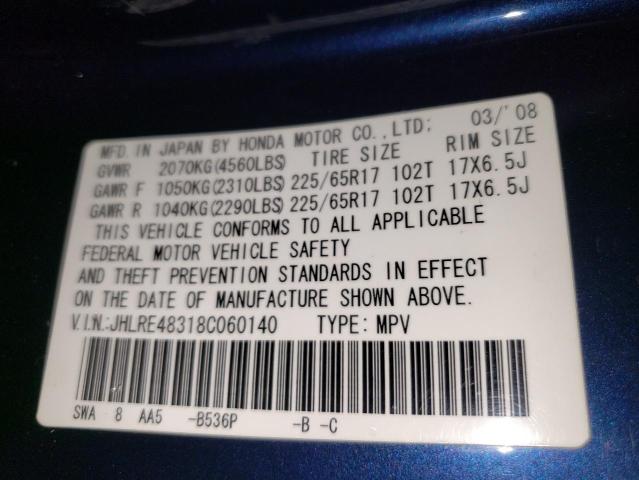 MFD. IN JAPAN BY HONDA MOTOR CO.,LTD; 03/'08
GVWR 2070KG(4560LBS) TIRE SIZE RIM SIZE
GAWR F 1050KG(2310LBS) 225/65R17 102T 17X6.5J
GAWR R 1040KG(2290LBS) 225/65R17 102T 17X6.5J
THIS VEHICLE CONFORMS TO ALL APPLICABLE
FEDERAL MOTOR VEHICLE SAFETY
AND THEFT PREVENTION STANDARDS IN EFFECT
ON THE DATE OF MANUFACTURE SHOWN ABOVE.
V.I.N.:JHLRE48318C060140 TYPE: MPV
SWA 8 AA5 -B536P -B -C